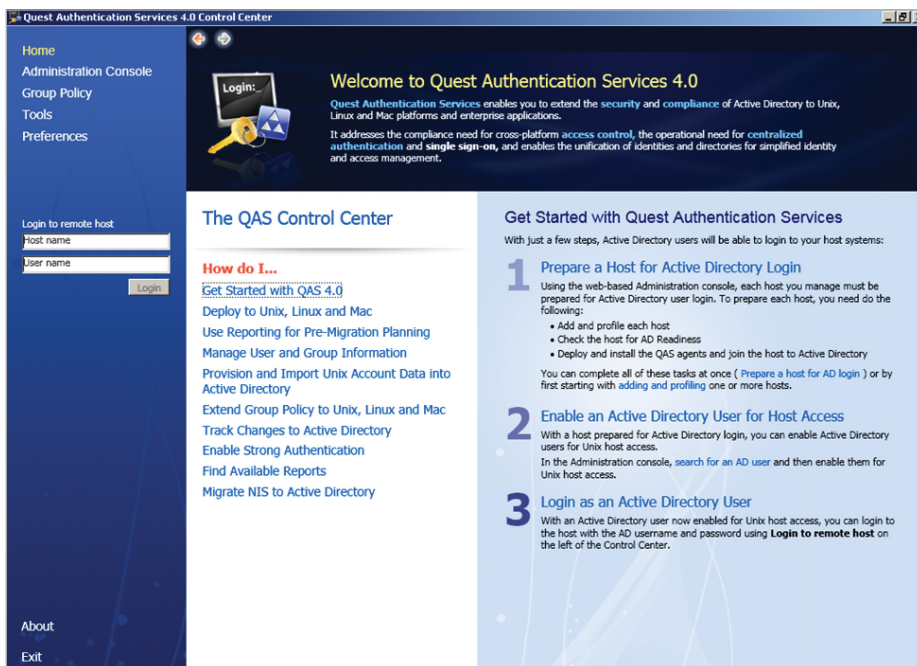 Quest Authentication Services 4.0 Control Center
Home
Administration Console
Group Policy
Tools
Preferences
Login to remote host
Host name
User name
Login
About
Exit
Login:_
Welcome to Quest Authentication Services 4.0
Quest Authentication Services enables you to extend the security and compliance of Active Directory to Unix,
Linux and Mac platforms and enterprise applications.
It addresses the compliance need for cross-platform access control, the operational need for centralized
authentication and single sign-on, and enables the unification of identities and directories for simplified identity
and access management.
The QAS Control Center
How do I...
Get Started with QAS 4.0
Deploy to Unix, Linux and Mac
Use Reporting for Pre-Migration Planning
Manage User and Group Information
Provision and Import Unix Account Data into
Active Directory
Extend Group Policy to Unix, Linux and Mac
Track Changes to Active Directory
Enable Strong Authentication
Find Available Reports
Migrate NIS to Active Directory
Get Started with Quest Authentication Services
With just a few steps, Active Directory users will be able to login to your host systems:
1 Prepare a Host for Active Directory Login
Using the web-based Administration console, each host you manage must be
prepared for Active Directory user login. To prepare each host, you need do the
following:
• Add and profile each host
• Check the host for AD Readiness
• Deploy and install the QAS agents and join the host to Active Directory
You can complete all of these tasks at once ( Prepare a host for AD login ) or by
first starting with adding and profiling one or more hosts.
2 Enable an Active Directory User for Host Access
With a host prepared for Active Directory login, you can enable Active Directory
users for Unix host access.
In the Administration console, search for an AD user and then enable them for
Unix host access.
3 Login as an Active Directory User
With an Active Directory user now enabled for Unix host access, you can login to
the host with the AD username and password using Login to remote host on
the left of the Control Center.